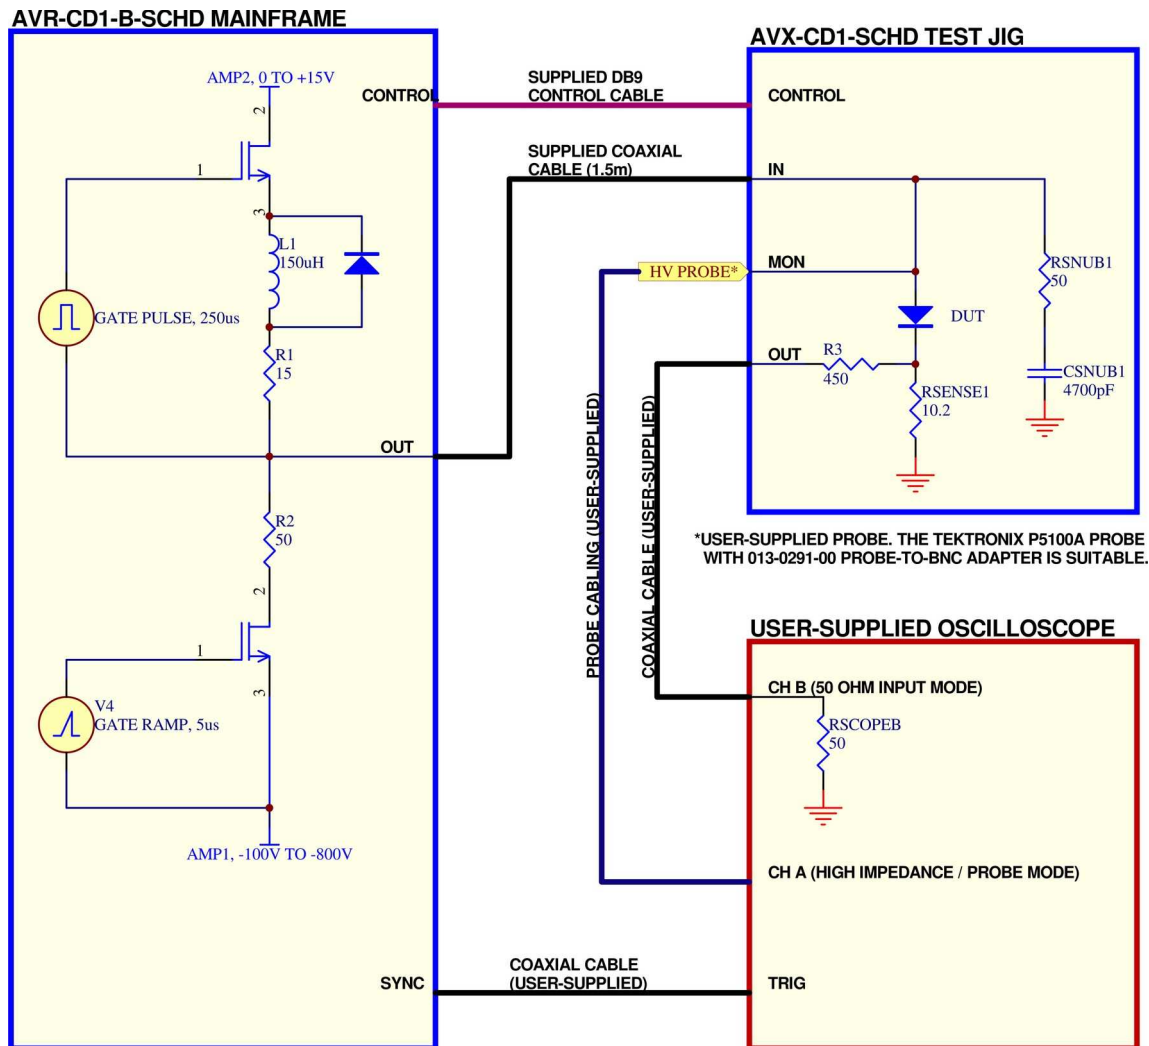 AVR-CD1-B-SCHD MAINFRAME
AMP2, 0 TO +15V
2
CONTROL
1
3
L1
150uH
GATE PULSE, 250us
R1
15
OUT
R2
50
2
1
3
V4
GATE RAMP, 5us
AMP1, -100V TO -800V
SYNC
SUPPLIED DB9
CONTROL CABLE
SUPPLIED COAXIAL
CABLE (1.5m)
HV PROBE*
PROBE CABLING (USER-SUPPLIED)
COAXIAL CABLE (USER-SUPPLIED)
COAXIAL CABLE
(USER-SUPPLIED)
AVX-CD1-SCHD TEST JIG
CONTROL
IN
MON
RSNUB1
50
DUT
OUT
R3
450
CSNUB1
4700pF
RSENSE1
10.2
*USER-SUPPLIED PROBE. THE TEKTRONIX P5100A PROBE
WITH 013-0291-00 PROBE-TO-BNC ADAPTER IS SUITABLE.
USER-SUPPLIED OSCILLOSCOPE
CH B (50 OHM INPUT MODE)
RSCOPEB
50
CH A (HIGH IMPEDANCE / PROBE MODE)
TRIG